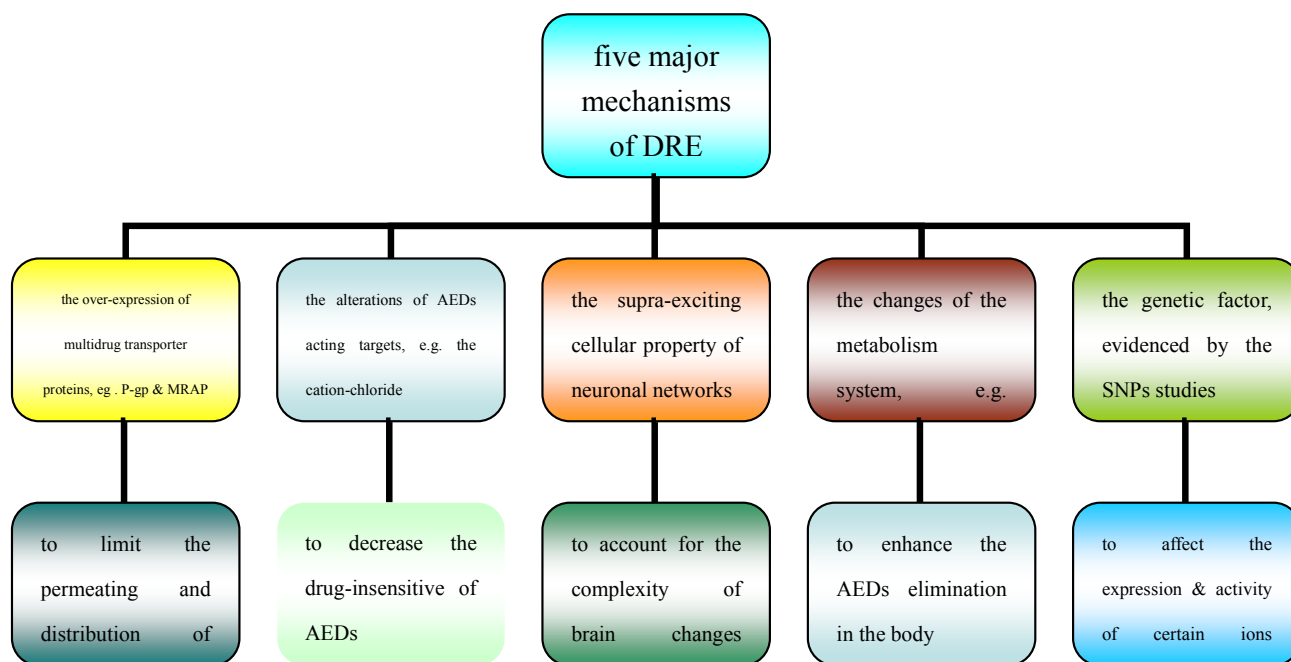 five major
mechanisms
of DRE
the over-expression of
multidrug transporter
proteins, eg . P-gp & MRAP
the alterations of AEDs
acting targets, e.g. the
cation-chloride
the supra-exciting
cellular property of
neuronal networks
the changes of the
metabolism
system, e.g.
the genetic factor,
evidenced by the
SNPs studies
to limit the
permeating and
distribution of
to decrease the
drug-insensitive of
AEDs
to account for the
complexity of
brain changes
to enhance the
AEDs elimination
in the body
to affect the
expression & activity
of certain ions